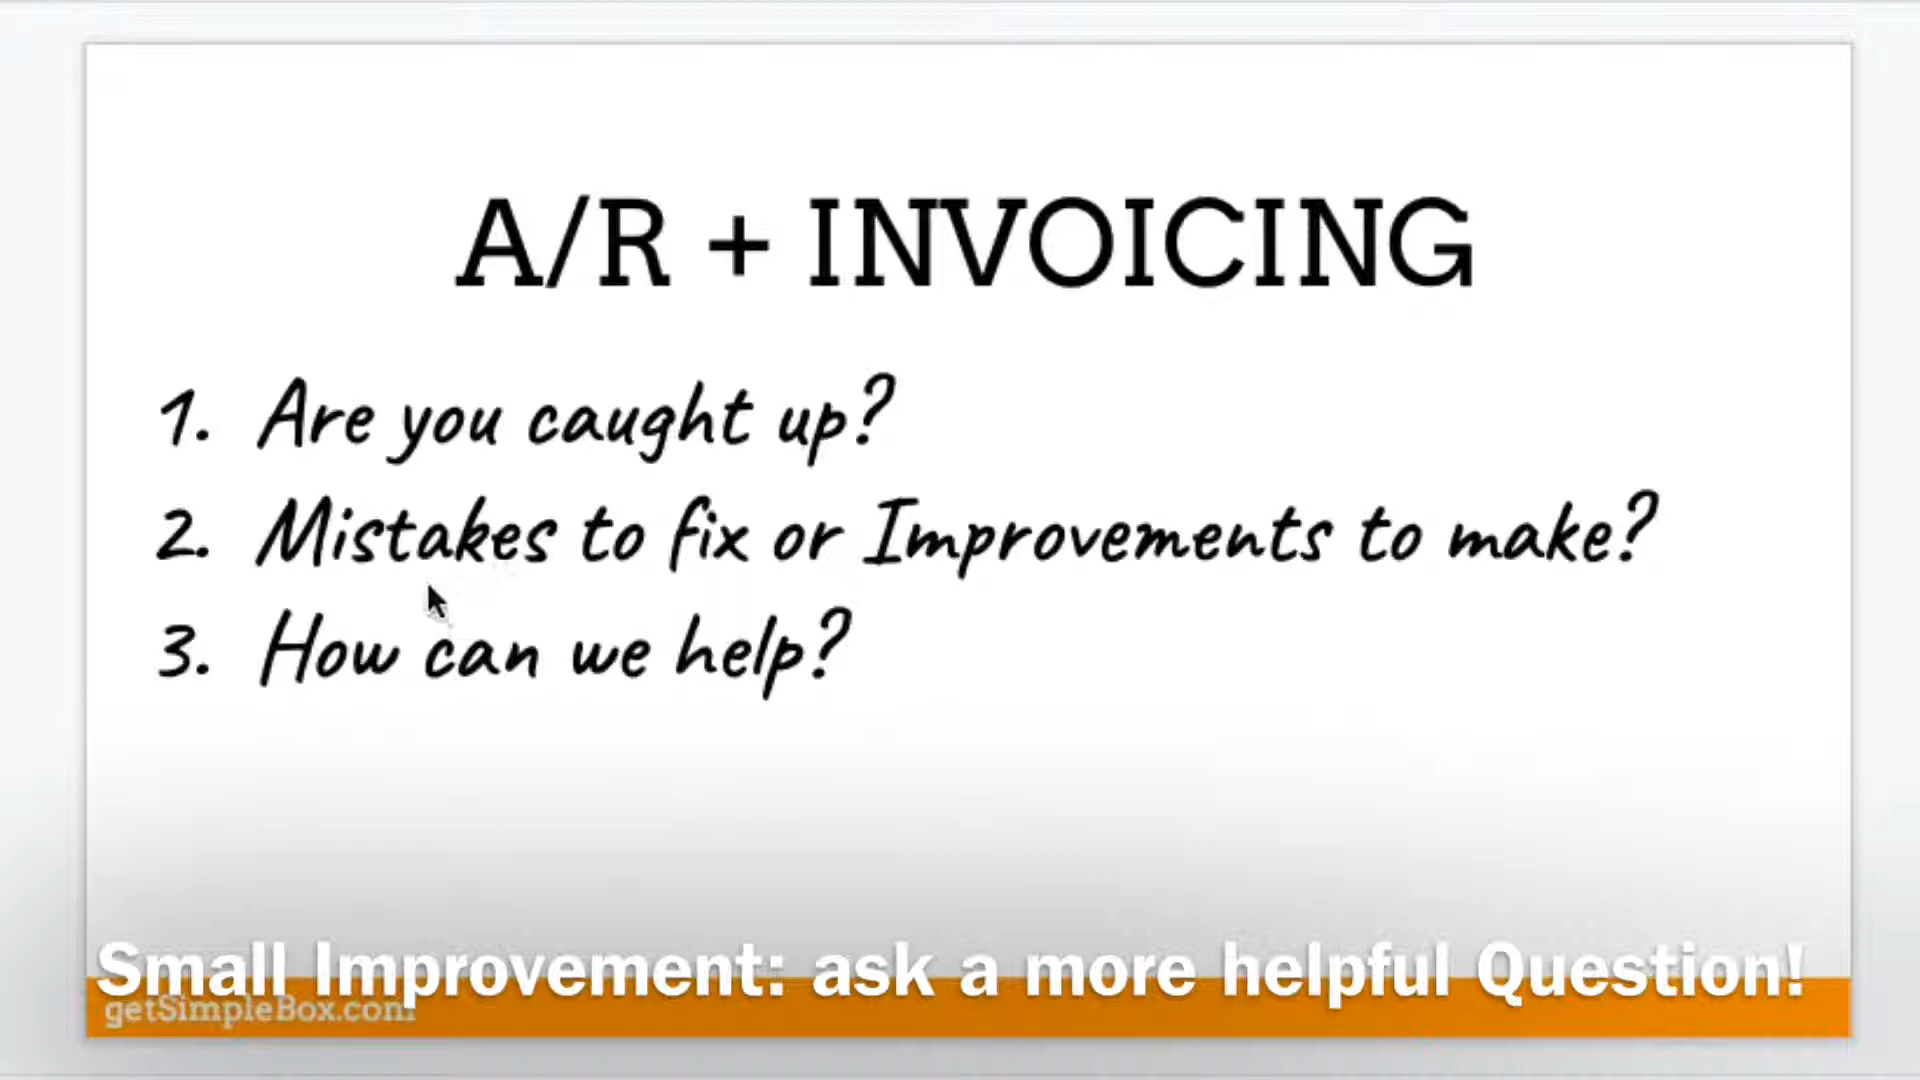 A/R + INVOICING
1. Are you caught up?
2. Mistakes to fix or Improvements to make?
3. How can we help?
Small Improvement: ask a more helpful Question!
getSimpleBox.com